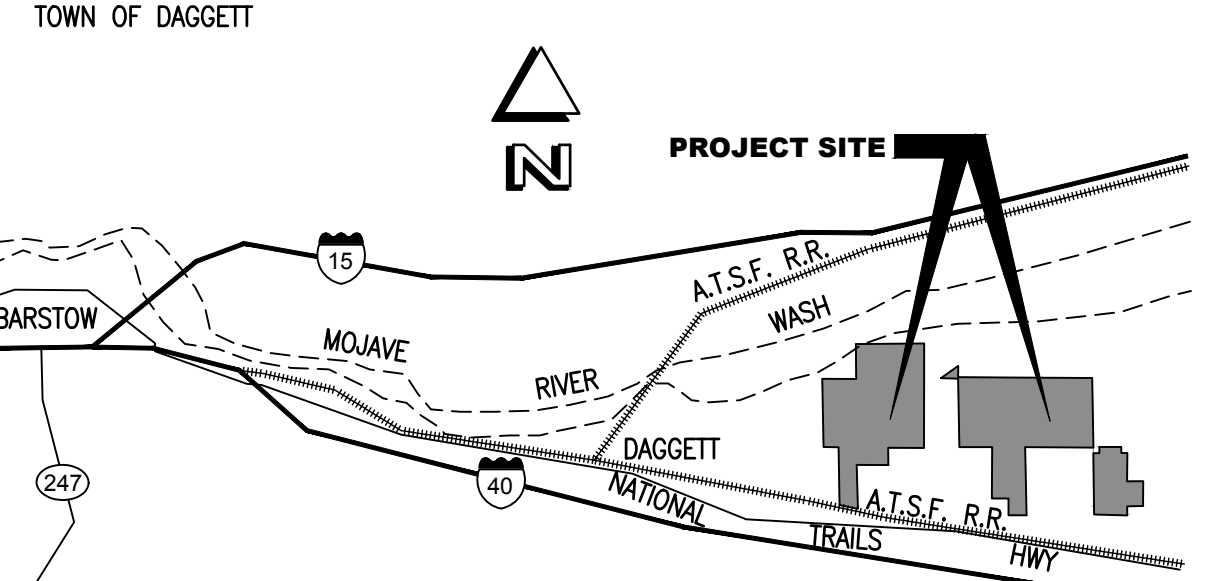 TOWN OF DAGGETT
N
PROJECT SITE
15
A.T.S.F. R.R.
BARSTOW
MOJAVE
RIVER
WASH
DAGGETT
247
40
NATIONAL
TRAILS
HWY
A.T.S.F. R.R.